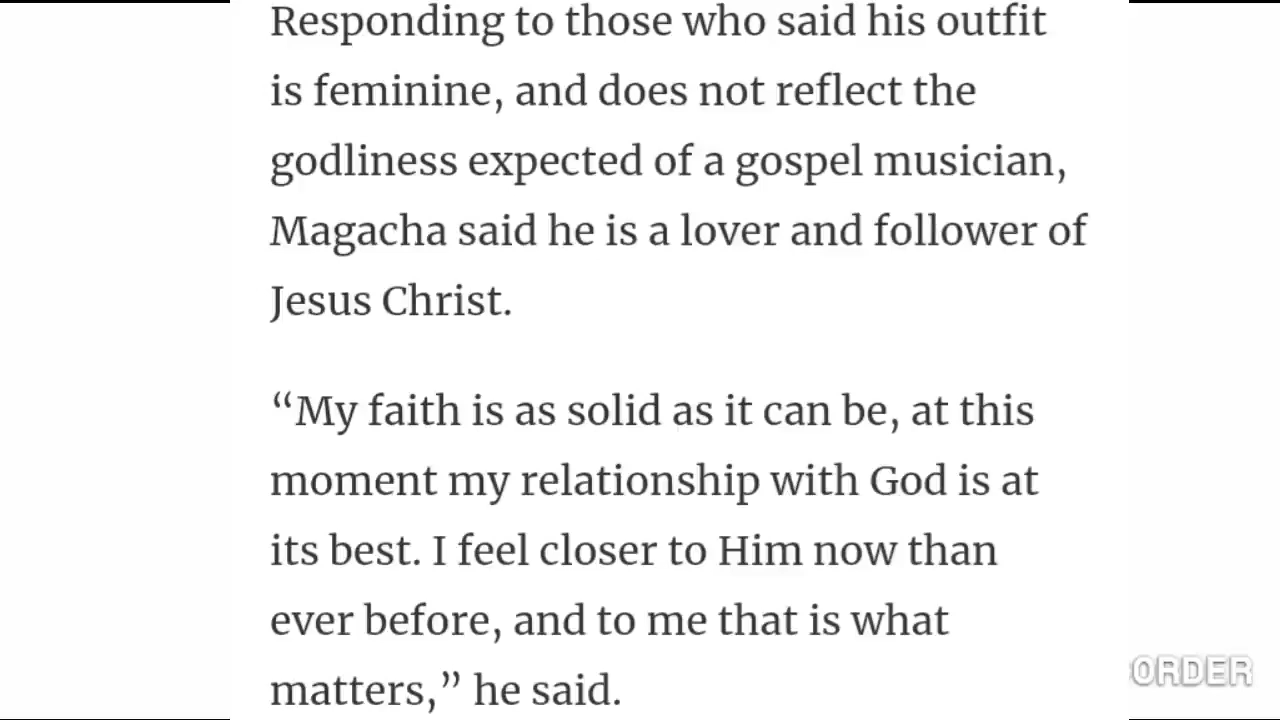 Responding to those who said his outfit
is feminine, and does not reflect the
godliness expected of a gospel musician,
Magacha said he is a lover and follower of
Jesus Christ.
“My faith is as solid as it can be, at this
moment my relationship with God is at
its best. I feel closer to Him now than
ever before, and to me that is what
matters,” he said.
ORDER